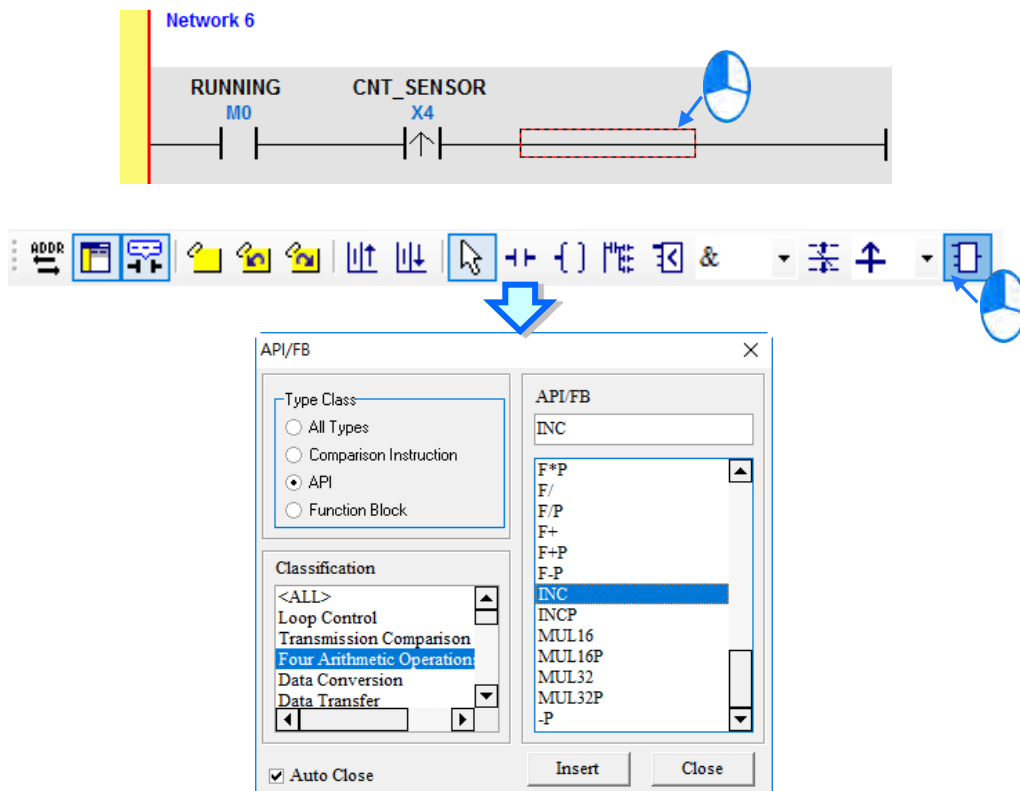 Network 6
RUNNING CNT_SENSOR
M0 X4
ADDR &
API/FB
Type Class
All Types
Comparison Instruction
API
Function Block
Classification
<ALL>
Loop Control
Transmission Comparison
Four Arithmetic Operation
Data Conversion
Data Transfer
Auto Close
API/FB
INC
F*P
F/
F/P
F+
F+P
F-P
INC
INCP
MUL16
MUL16P
MUL32
MUL32P
-P
Insert Close